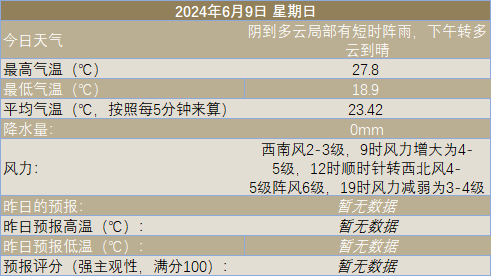 2024年6月9日 星期日
今日天气
阴到多云局部有短时阵雨，下午转多
云到晴
最高气温（℃）
27.8
最低气温（℃）
18.9
平均气温（℃，按照每5分钟来算）
23.42
降水量：
0mm
风力：
西南风2-3级，9时风力增大为4-
5级，12时顺时针转西北风4-
5级阵风6级，19时风力减弱为3-4级
昨日的预报：
暂无数据
昨日预报高温（℃）：
暂无数据
昨日预报低温（℃）：
暂无数据
预报评分（强主观性，满分100）：
暂无数据